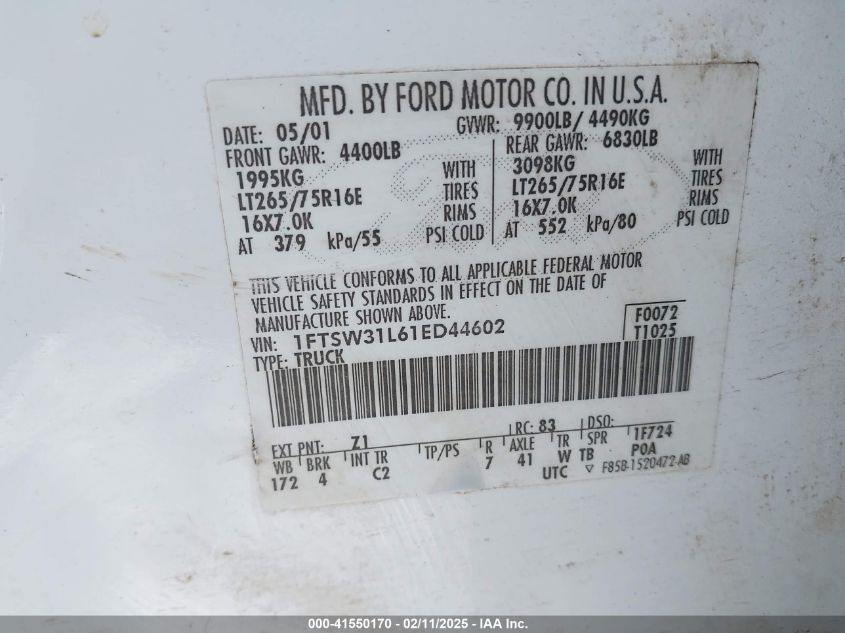 MFD. BY FORD MOTOR CO. IN U.S.A.
DATE: 05/01 GVWR: 9900LB/ 4490KG
FRONT GAWR: 4400LB REAR GAWR: 6830LB
1995KG WITH 3098KG WITH
LT265/75R16E TIRES LT265/75R16E TIRES
16X7.0K RIMS 16X7.0K RIMS
AT 379 kPa/55 PSI COLD AT 552 kPa/80 PSI COLD
THIS VEHICLE CONFORMS TO ALL APPLICABLE FEDERAL MOTOR
VEHICLE SAFETY STANDARDS IN EFFECT ON THE DATE OF
MANUFACTURE SHOWN ABOVE.
VIN: 1FTSW31L61ED44602 F0072
TYPE: TRUCK T1025
EXT PNT: Z1 RC: 83 DSO:
WB BRK INT TR TP/PS R AXLE TR SPR 1F724
172 4 C2 7 41 W TB POA
UTC ▽ F85B-1520472-AB
000-41550170 - 02/11/2025 - IAA Inc.